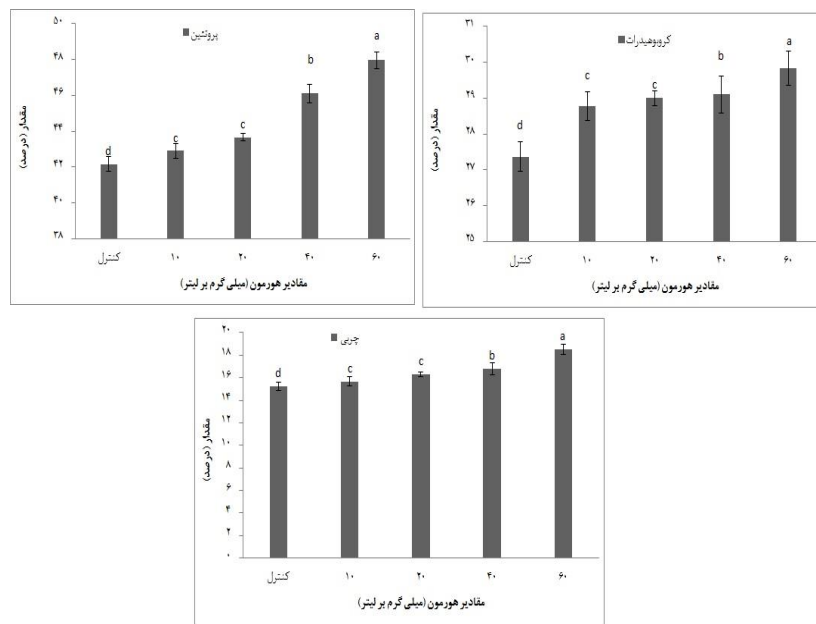 پروتئین
مقدار (درصد)
۵۰
۴۸
۴۶
۴۴
۴۲
۴۰
۳۸
d
c
c
b
a
کنترل
۱۰
۲۰
۴۰
۶۰
مقادیر هورمون (میلی گرم بر لیتر)
کربوهیدرات
مقدار (درصد)
۳۱
۳۰
۲۹
۲۸
۲۷
۲۶
۲۵
d
c
c
b
a
کنترل
۱۰
۲۰
۴۰
۶۰
مقادیر هورمون (میلی گرم بر لیتر)
چربی
مقدار (درصد)
۲۰
۱۸
۱۶
۱۴
۱۲
۱۰
۸
۶
۴
۲
۰
d
c
c
b
a
کنترل
۱۰
۲۰
۴۰
۶۰
مقادیر هورمون (میلی گرم بر لیتر)